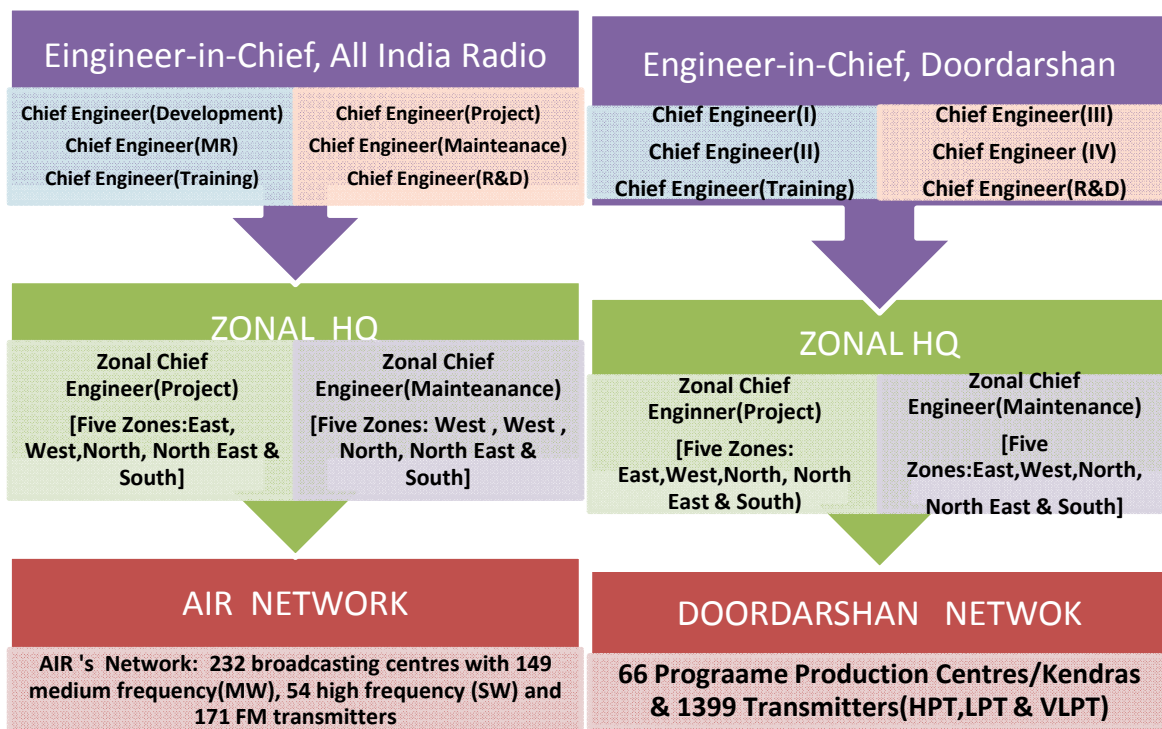 Eingineer-in-Chief, All India Radio
Chief Engineer(Development)
Chief Engineer(MR)
Chief Engineer(Training)
Chief Engineer(Project)
Chief Engineer(Mainteanace)
Chief Engineer(R&D)
ZONAL HQ
Zonal Chief
Engineer(Project)
[Five Zones:East,
West,North, North East &
South]
Zonal Chief
Engineer(Mainteanance)
[Five Zones: West , West ,
North, North East &
South]
AIR NETWORK
AIR 's Network: 232 broadcasting centres with 149
medium frequency(MW), 54 high frequency (SW) and
171 FM transmitters
Engineer-in-Chief, Doordarshan
Chief Engineer(I)
Chief Engineer(II)
Chief Engineer(Training)
Chief Engineer(III)
Chief Engineer (IV)
Chief Engineer(R&D)
ZONAL HQ
Zonal Chief
Enginner(Project)
[Five Zones:
East,West,North, North
East & South)
Zonal Chief
Engineer(Maintenance)
[Five
Zones:East,West,North,
North East & South]
DOORDARSHAN NETWOK
66 Prograame Production Centres/Kendras
& 1399 Transmitters(HPT,LPT & VLPT)